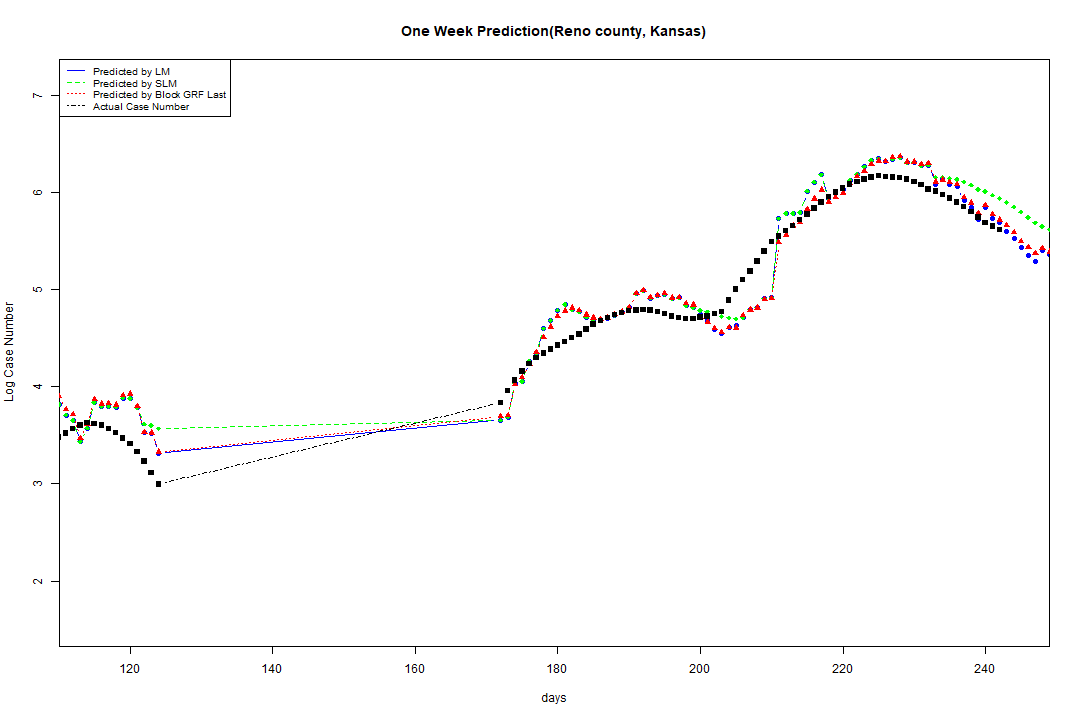 One Week Prediction(Reno county, Kansas)
Predicted by LM
Predicted by SLM
Predicted by Block GRF Last
Actual Case Number
7
6
5
4
3
2
Log Case Number
120 140 160 180 200 220 240
days